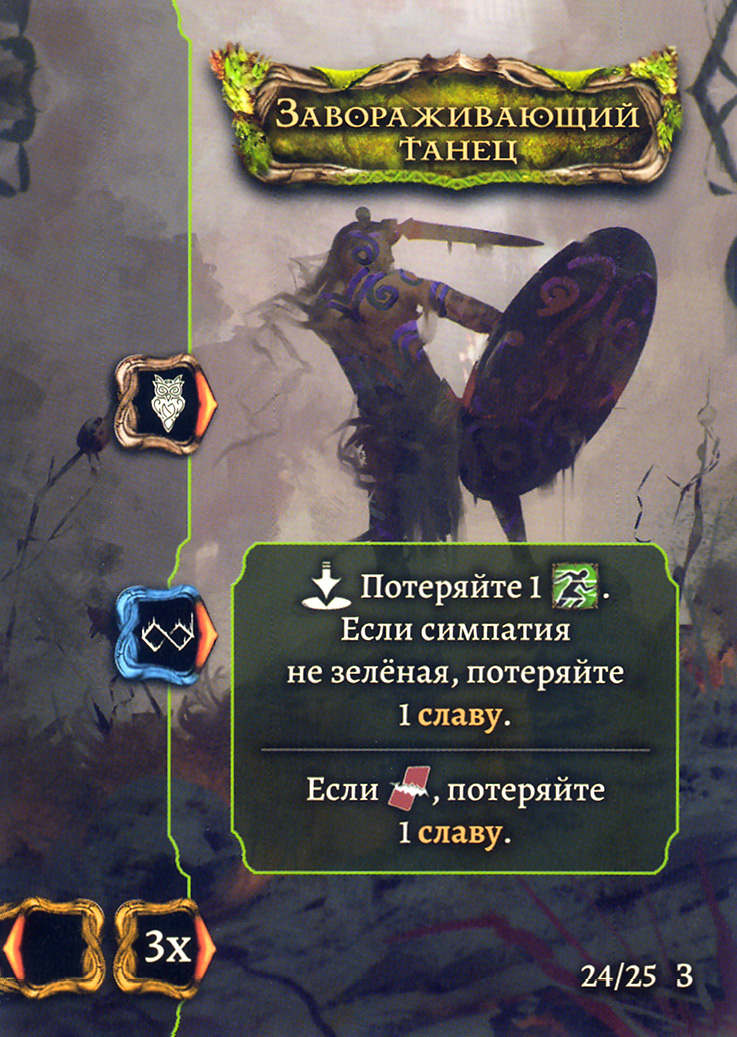 Завораживающий
танец
Потеряйте 1 .
Если симпатия
не зелёная, потеряйте
1 славу.
Если , потеряйте
1 славу.
3x
24/25 3